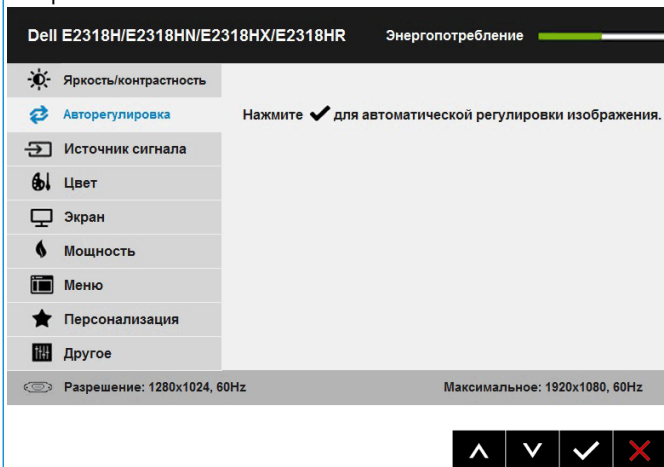 Dell E2318H/E2318HN/E2318HX/E2318HR Энергопотребление
Яркость/контрастность
Авторегулировка
Нажмите ✔ для автоматической регулировки изображения.
Источник сигнала
Цвет
Экран
Мощность
Меню
Персонализация
Другое
Разрешение: 1280x1024, 60Hz Максимальное: 1920x1080, 60Hz